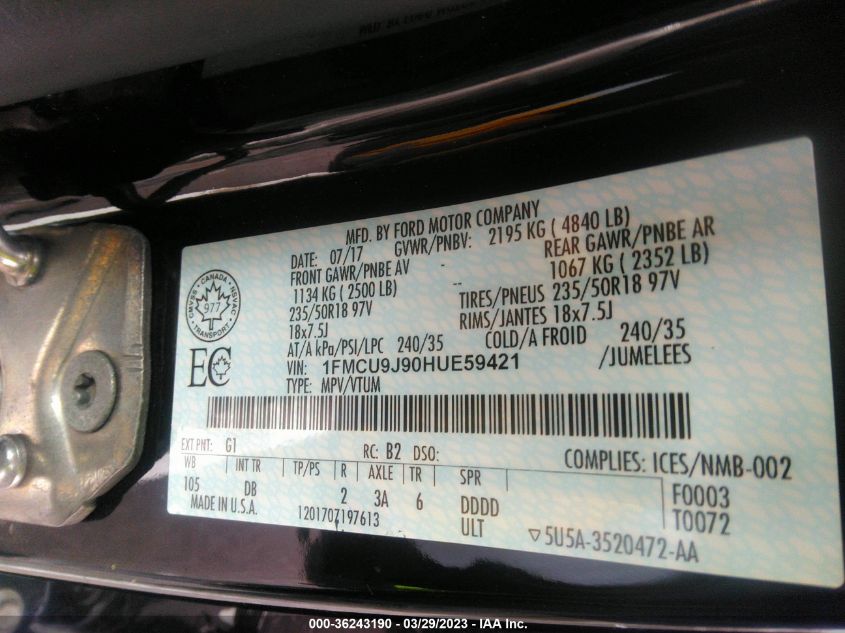 MFD. BY FORD MOTOR COMPANY
DATE: 07/17 GVWR/PNBV: 2195 KG ( 4840 LB)
FRONT GAWR/PNBE AV - REAR GAWR/PNBE AR
1134 KG ( 2500 LB) -- 1067 KG ( 2352 LB)
235/50R18 97V TIRES/PNEUS 235/50R18 97V
18x7.5J RIMS/JANTES 18x7.5J
AT/A kPa/PSI/LPC 240/35 COLD/A FROID 240/35
VIN: 1FMCU9J90HUE59421 /JUMELEES
TYPE: MPV/VTUM
CMVSS - CANADA - NSVAC
977
TRANSPORT
EC
EXT PNT: G1 RC: B2 DSO: COMPLIES: ICES/NMB-002
WB INT TR TP/PS R AXLE TR SPR F0003
105 DB 2 3A 6 DDDD T0072
MADE IN U.S.A. 1201707197613 ULT ▽5U5A-3520472-AA
000-36243190 - 03/29/2023 - IAA Inc.